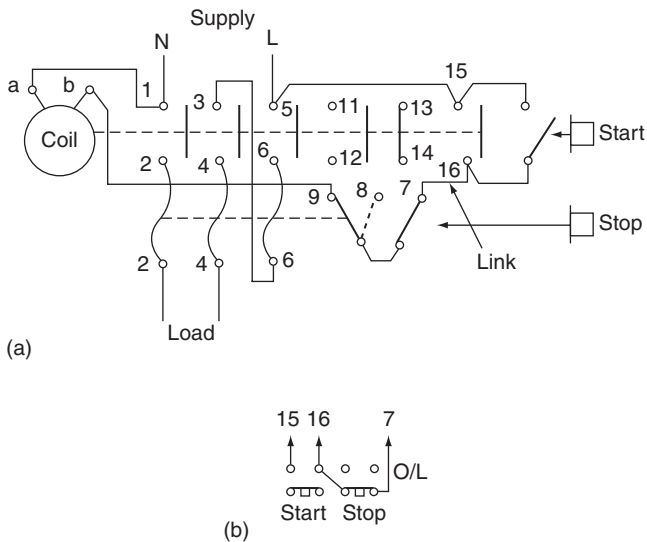 Supply
N L
a b 1 3 5 11 13 15
Coil Start
2 4 6 12 14 16
9 8 7
Stop
2 4 6 Link
Load
(a)
15 16 7
O/L
Start Stop
(b)